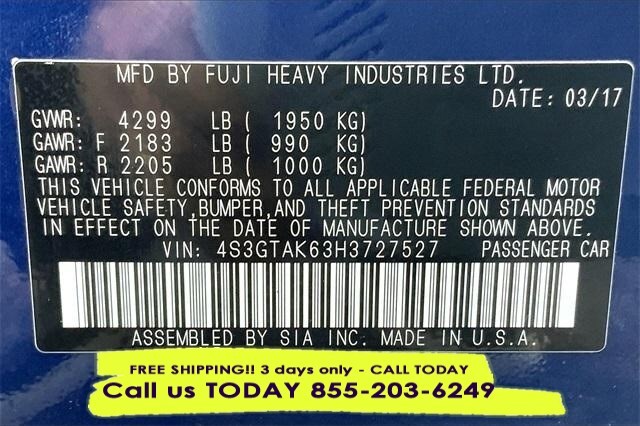 MFD BY FUJI HEAVY INDUSTRIES LTD.
DATE: 03/17
GVWR: 4299 LB ( 1950 KG)
GAWR: F 2183 LB ( 990 KG)
GAWR: R 2205 LB ( 1000 KG)
THIS VEHICLE CONFORMS TO ALL APPLICABLE FEDERAL MOTOR
VEHICLE SAFETY,BUMPER,AND THEFT PREVENTION STANDARDS
IN EFFECT ON THE DATE OF MANUFACTURE SHOWN ABOVE.
VIN: 4S3GTAK63H3727527 PASSENGER CAR
ASSEMBLED BY SIA INC. MADE IN U.S.A.
FREE SHIPPING!! 3 days only - CALL TODAY
Call us TODAY 855-203-6249